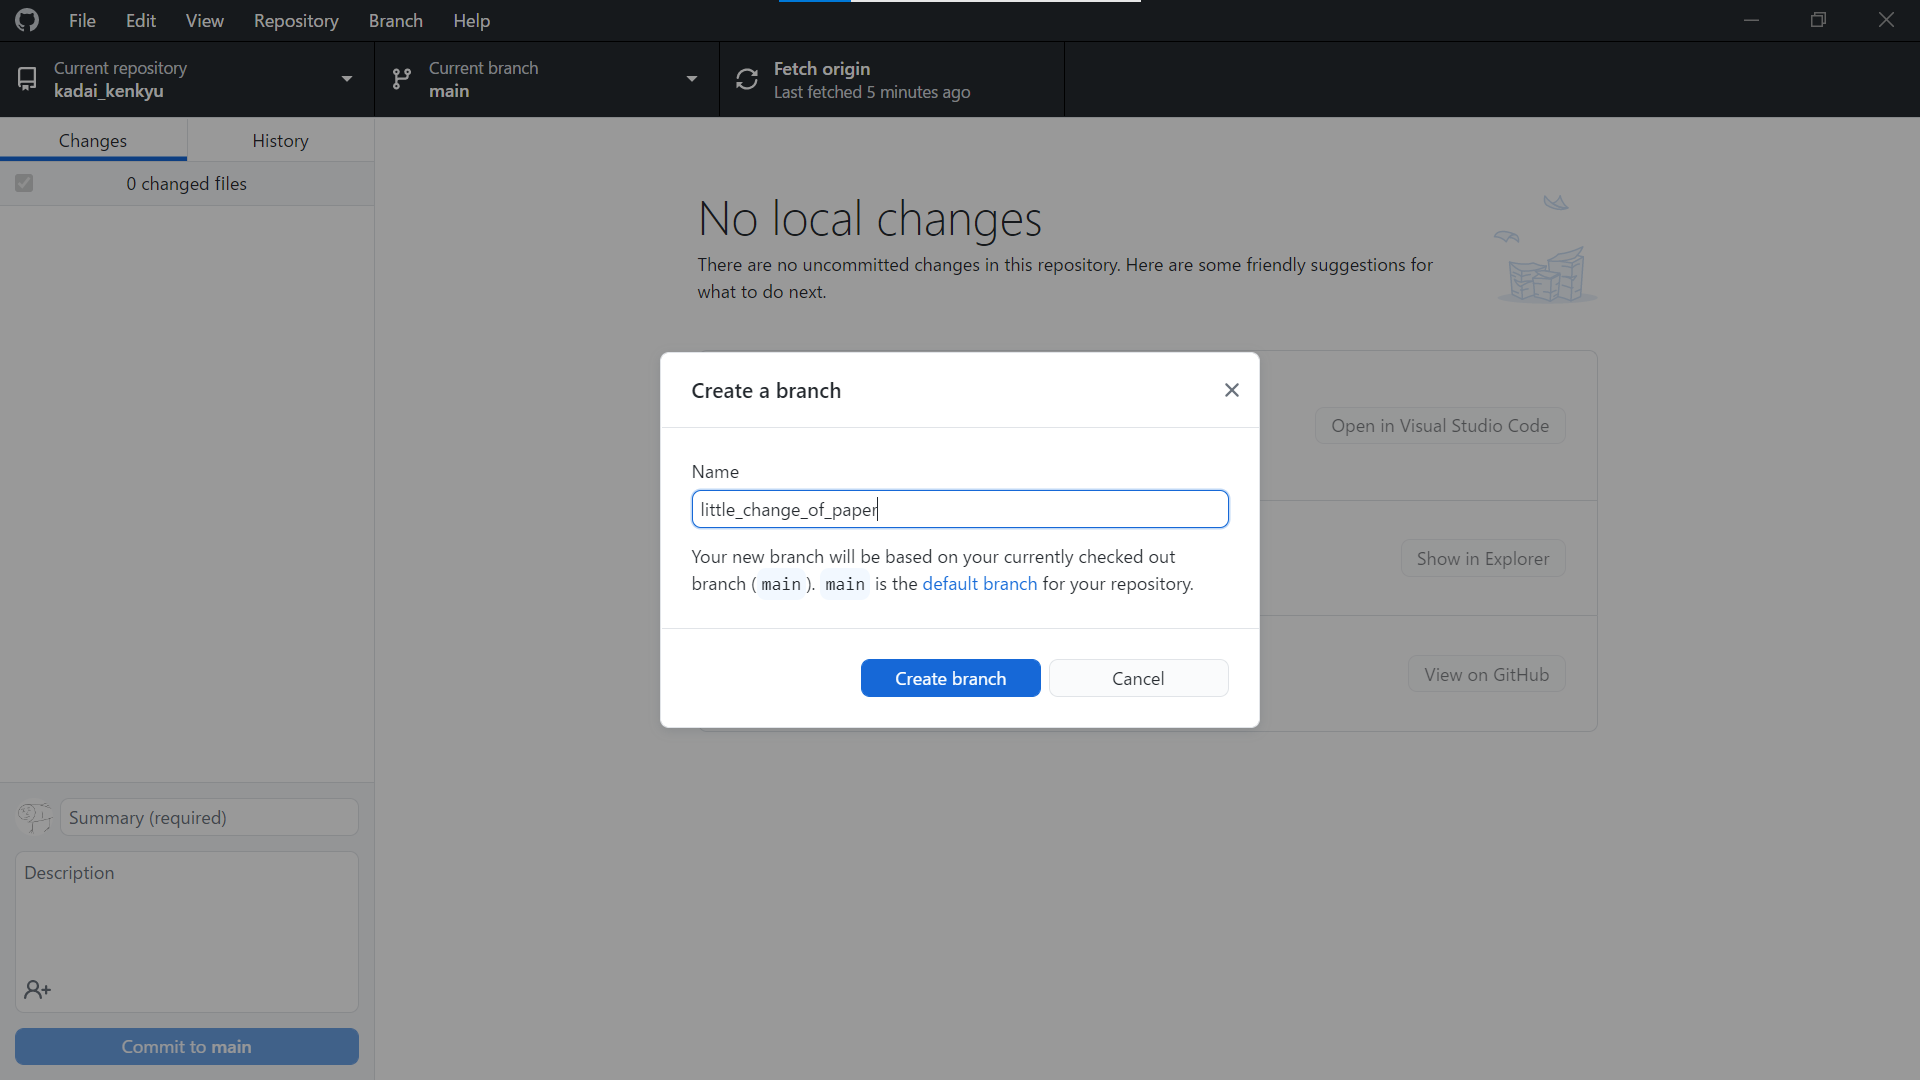 File Edit View Repository Branch Help
Current repository
kadai_kenkyu
Current branch
main
Fetch origin
Last fetched 5 minutes ago
Changes History
0 changed files
No local changes
There are no uncommitted changes in this repository. Here are some friendly suggestions for
what to do next.
Open in Visual Studio Code
Show in Explorer
View on GitHub
Create a branch
Name
little_change_of_paper
Your new branch will be based on your currently checked out
branch (main). main is the default branch for your repository.
Create branch Cancel
Summary (required)
Description
Commit to main